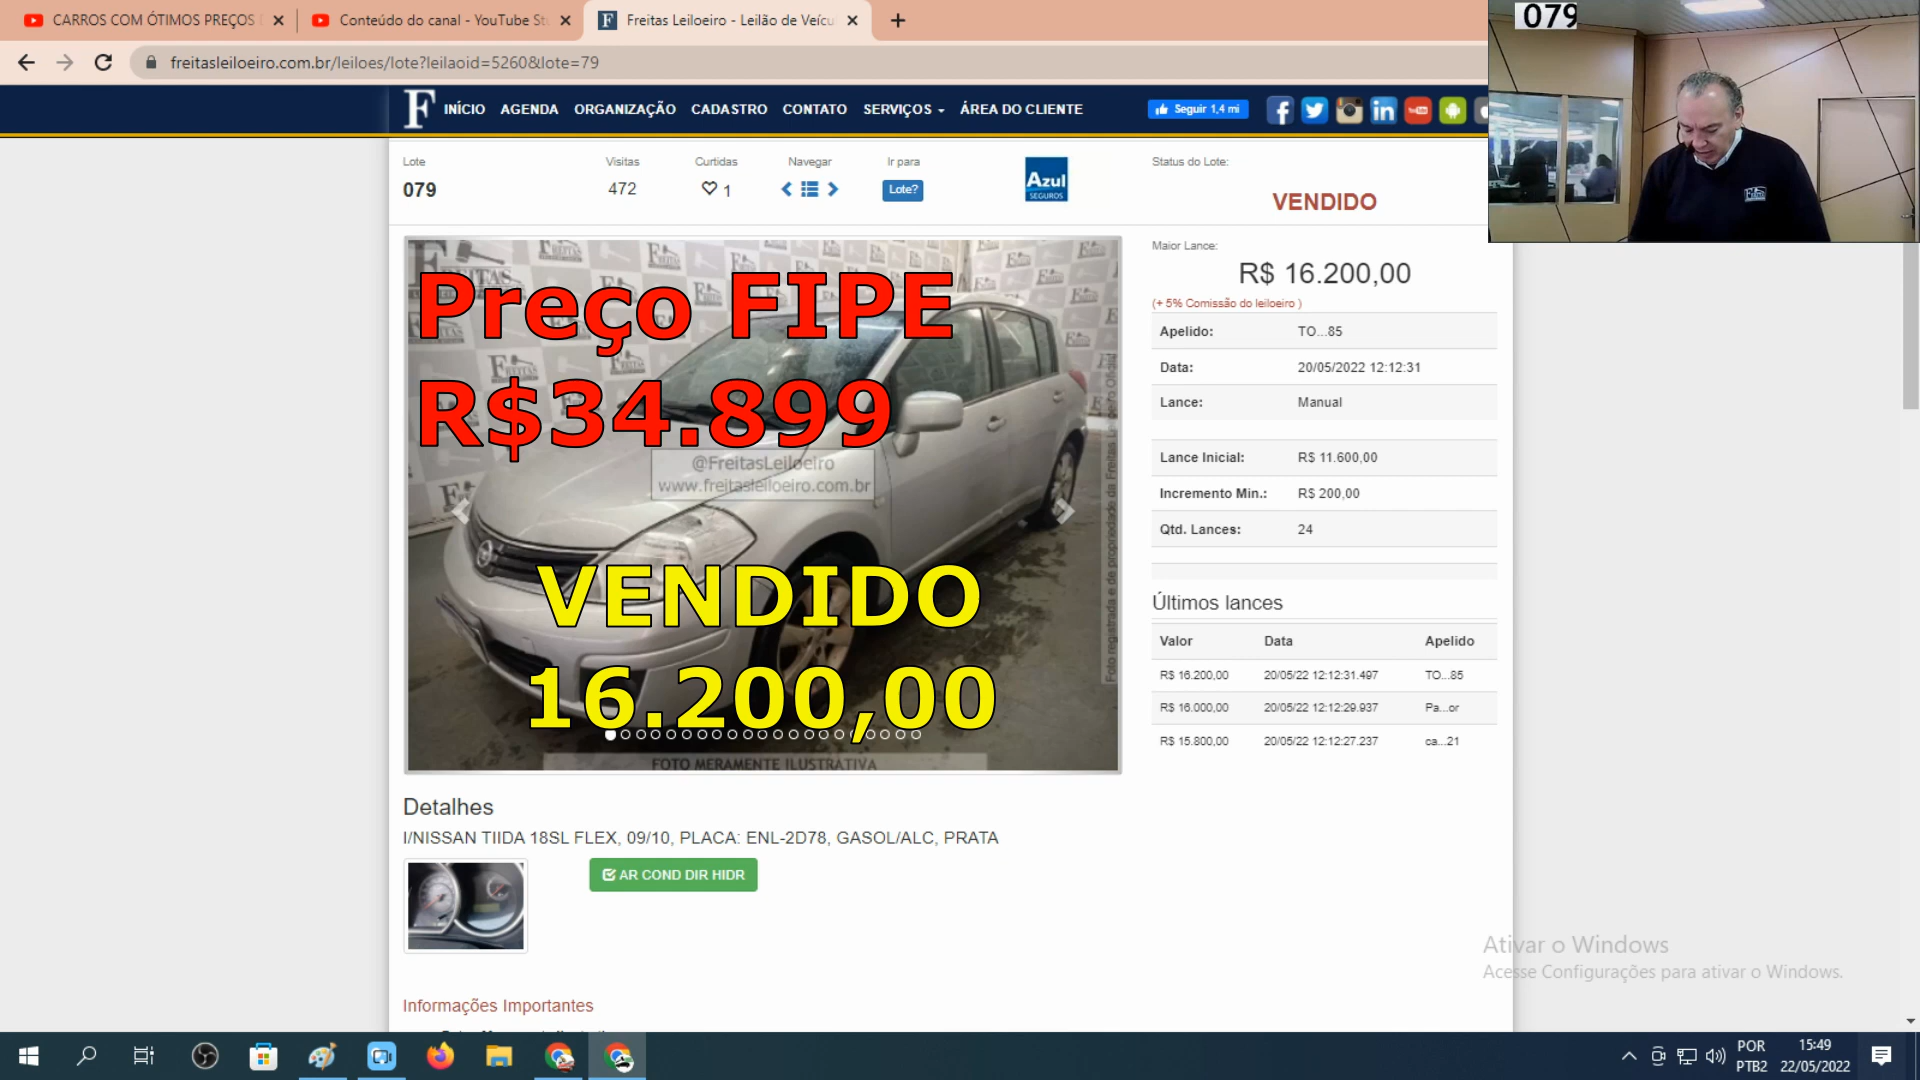 CARROS COM ÓTIMOS PREÇOS
Conteúdo do canal - YouTube St
Freitas Leiloeiro - Leilão de Veícu
079
freitasleiloeiro.com.br/leiloes/lote?leilaoid=5260&lote=79
F INÍCIO AGENDA ORGANIZAÇÃO CADASTRO CONTATO SERVIÇOS ÁREA DO CLIENTE
Seguir 1,4 mi
Lote
079
Visitas
472
Curtidas
1
Navegar
Ir para
Lote?
Azul
SEGUROS
Status do Lote:
VENDIDO
Preço FIPE
R$34.899
@FreitasLeiloeiro
www.freitasleiloeiro.com.br
VENDIDO
16.200,00
FOTO MERAMENTE ILUSTRATIVA
Maior Lance:
R$ 16.200,00
(+ 5% Comissão do leiloeiro )
Apelido: TO...85
Data: 20/05/2022 12:12:31
Lance: Manual
Lance Inicial: R$ 11.600,00
Incremento Min.: R$ 200,00
Qtd. Lances: 24
Últimos lances
Valor Data Apelido
R$ 16.200,00 20/05/22 12:12:31.497 TO...85
R$ 16.000,00 20/05/22 12:12:29.937 Pa...or
R$ 15.800,00 20/05/22 12:12:27.237 ca...21
Detalhes
I/NISSAN TIIDA 18SL FLEX, 09/10, PLACA: ENL-2D78, GASOL/ALC, PRATA
AR COND DIR HIDR
Informações Importantes
Ativar o Windows
Acesse Configurações para ativar o Windows.
POR
PTB2
15:49
22/05/2022